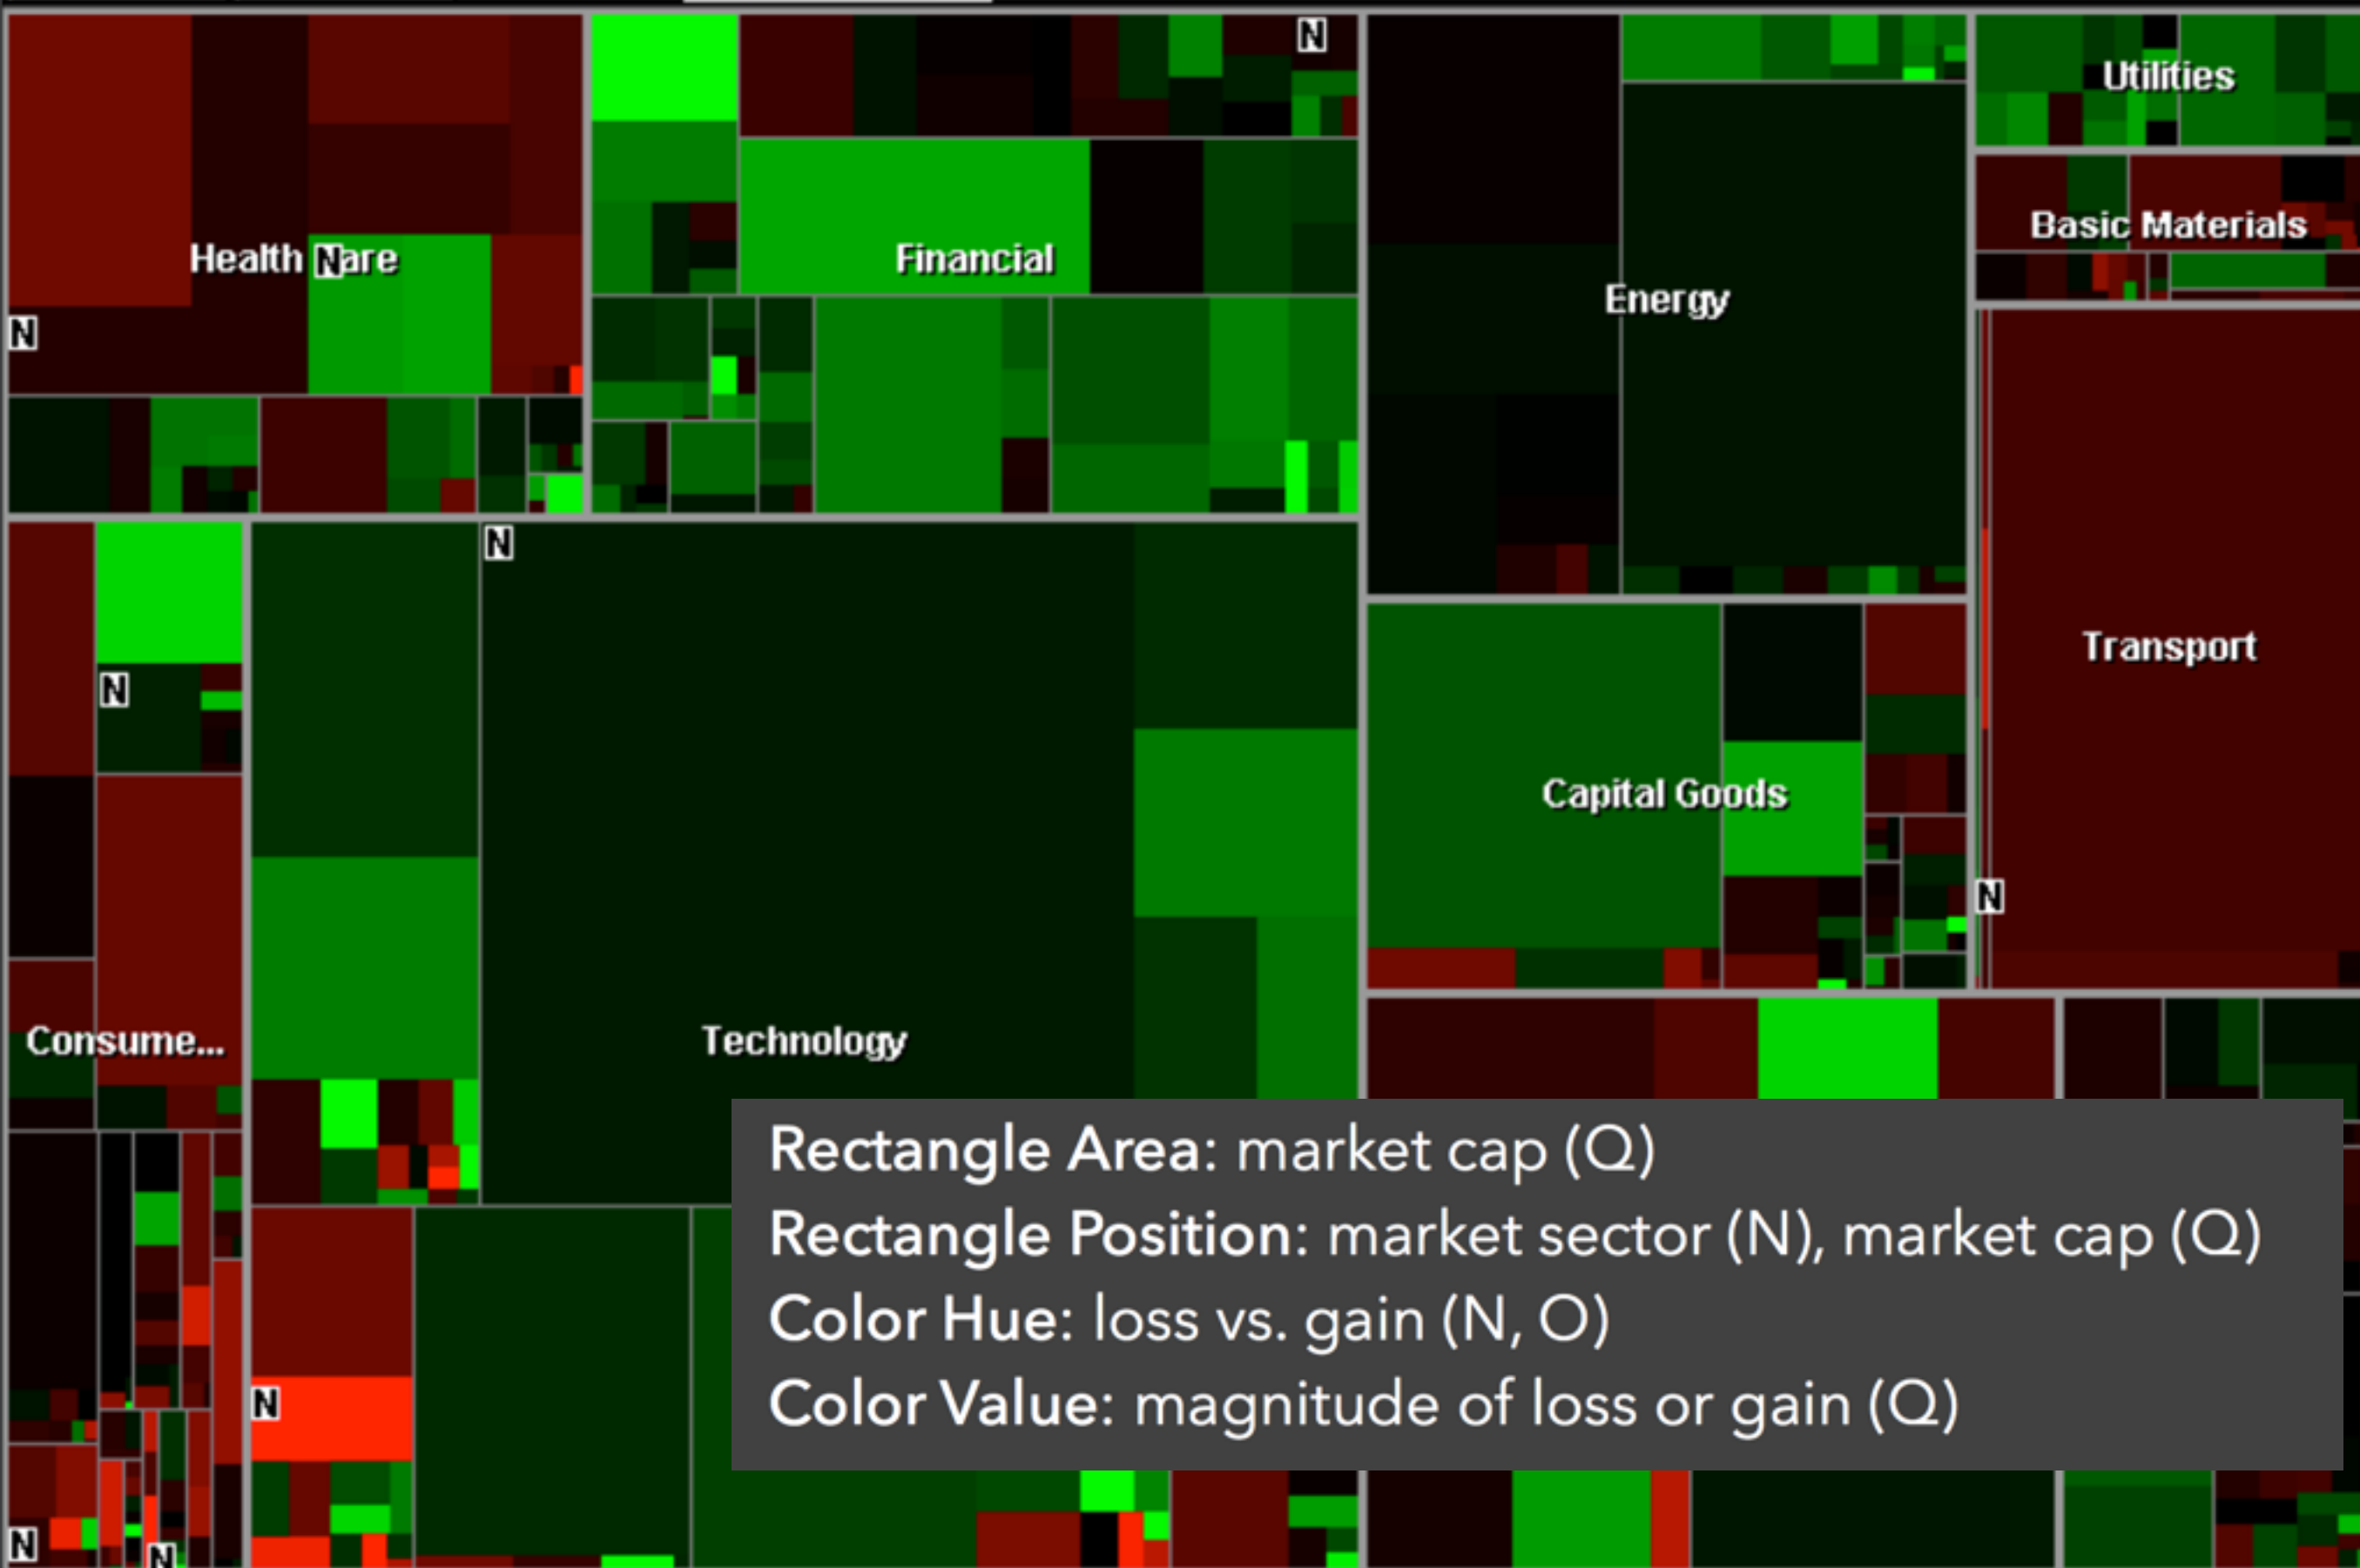 N
Utilities
Basic Materials
Health
N
are
Financial
Energy
N
N
Transport
N
Capital Goods
N
Consume...
Technology
Rectangle Area: market cap (Q)
Rectangle Position: market sector (N), market cap (Q)
Color Hue: loss vs. gain (N, O)
Color Value: magnitude of loss or gain (Q)
N
N
N